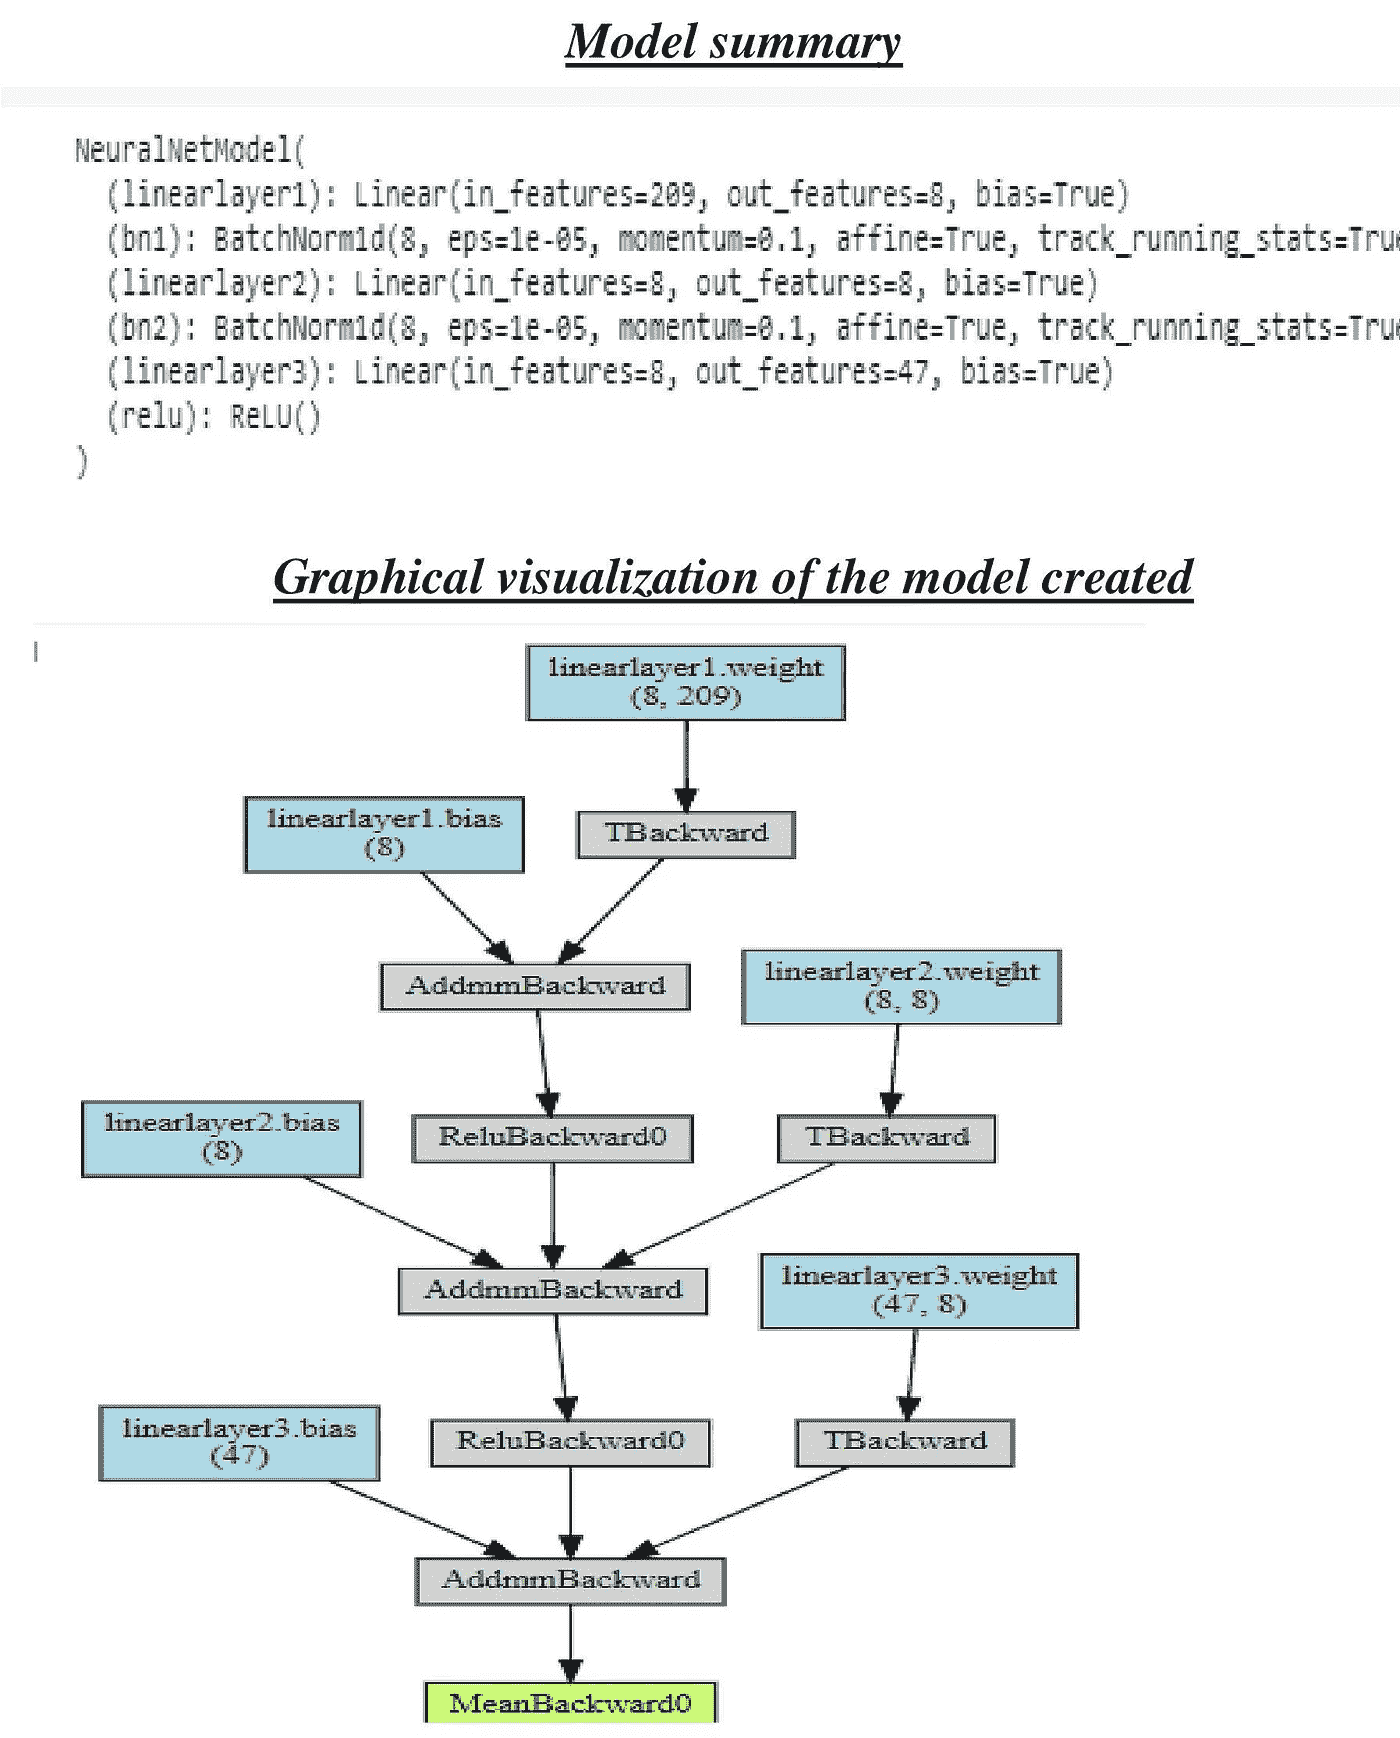 Model summary
NeuralNetModel(
(linearlayer1): Linear(in_features=209, out_features=8, bias=True)
(bn1): BatchNorm1d(8, eps=1e-05, momentum=0.1, affine=True, track_running_stats=True
(linearlayer2): Linear(in_features=8, out_features=8, bias=True)
(bn2): BatchNorm1d(8, eps=1e-05, momentum=0.1, affine=True, track_running_stats=True
(linearlayer3): Linear(in_features=8, out_features=47, bias=True)
(relu): ReLU()
)
Graphical visualization of the model created
linearlayer1.weight
(8, 209)
linearlayer1.bias
(8)
TBackward
AddmmBackward
linearlayer2.weight
(8, 8)
linearlayer2.bias
(8)
ReluBackward0
TBackward
AddmmBackward
linearlayer3.weight
(47, 8)
linearlayer3.bias
(47)
ReluBackward0
TBackward
AddmmBackward
MeanBackward0